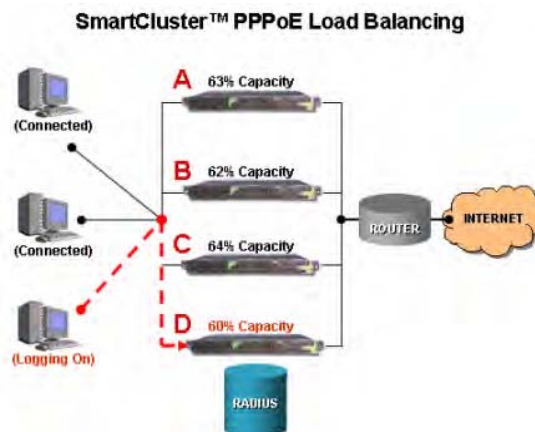 SmartCluster™ PPPoE Load Balancing
A 63% Capacity
(Connected)
B 62% Capacity
(Connected)
C 64% Capacity
ROUTER
INTERNET
D 60% Capacity
(Logging On)
RADIUS